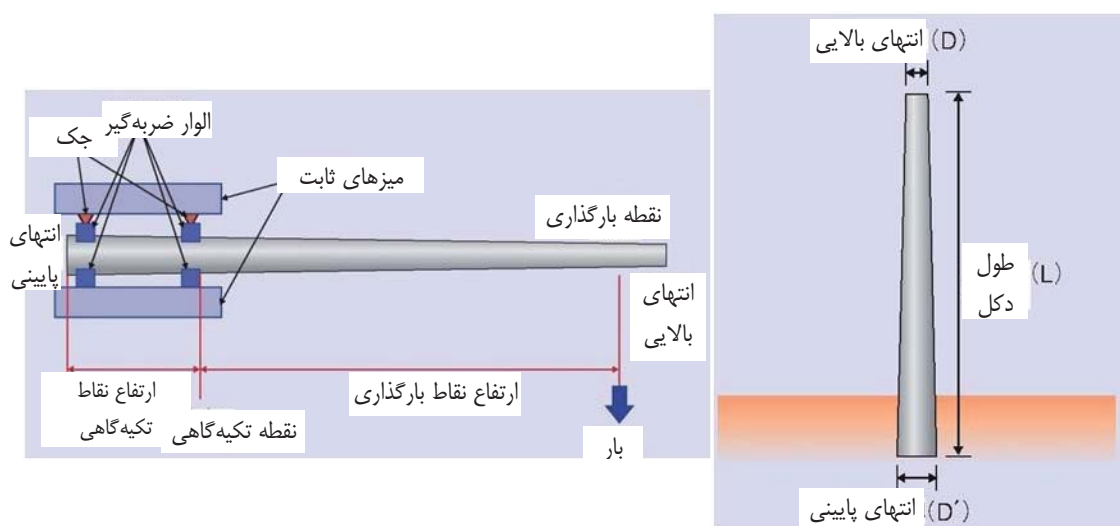 الوار ضربه‌گیر
جک
میزهای ثابت
نقطه بارگذاری
انتهای
پایینی
انتهای
بالایی
ارتفاع نقاط بارگذاری
ارتفاع نقاط
تکیه‌گاهی
نقطه تکیه‌گاهی
بار
انتهای بالایی (D)
طول
دکل
(L)
انتهای پایینی (D′)